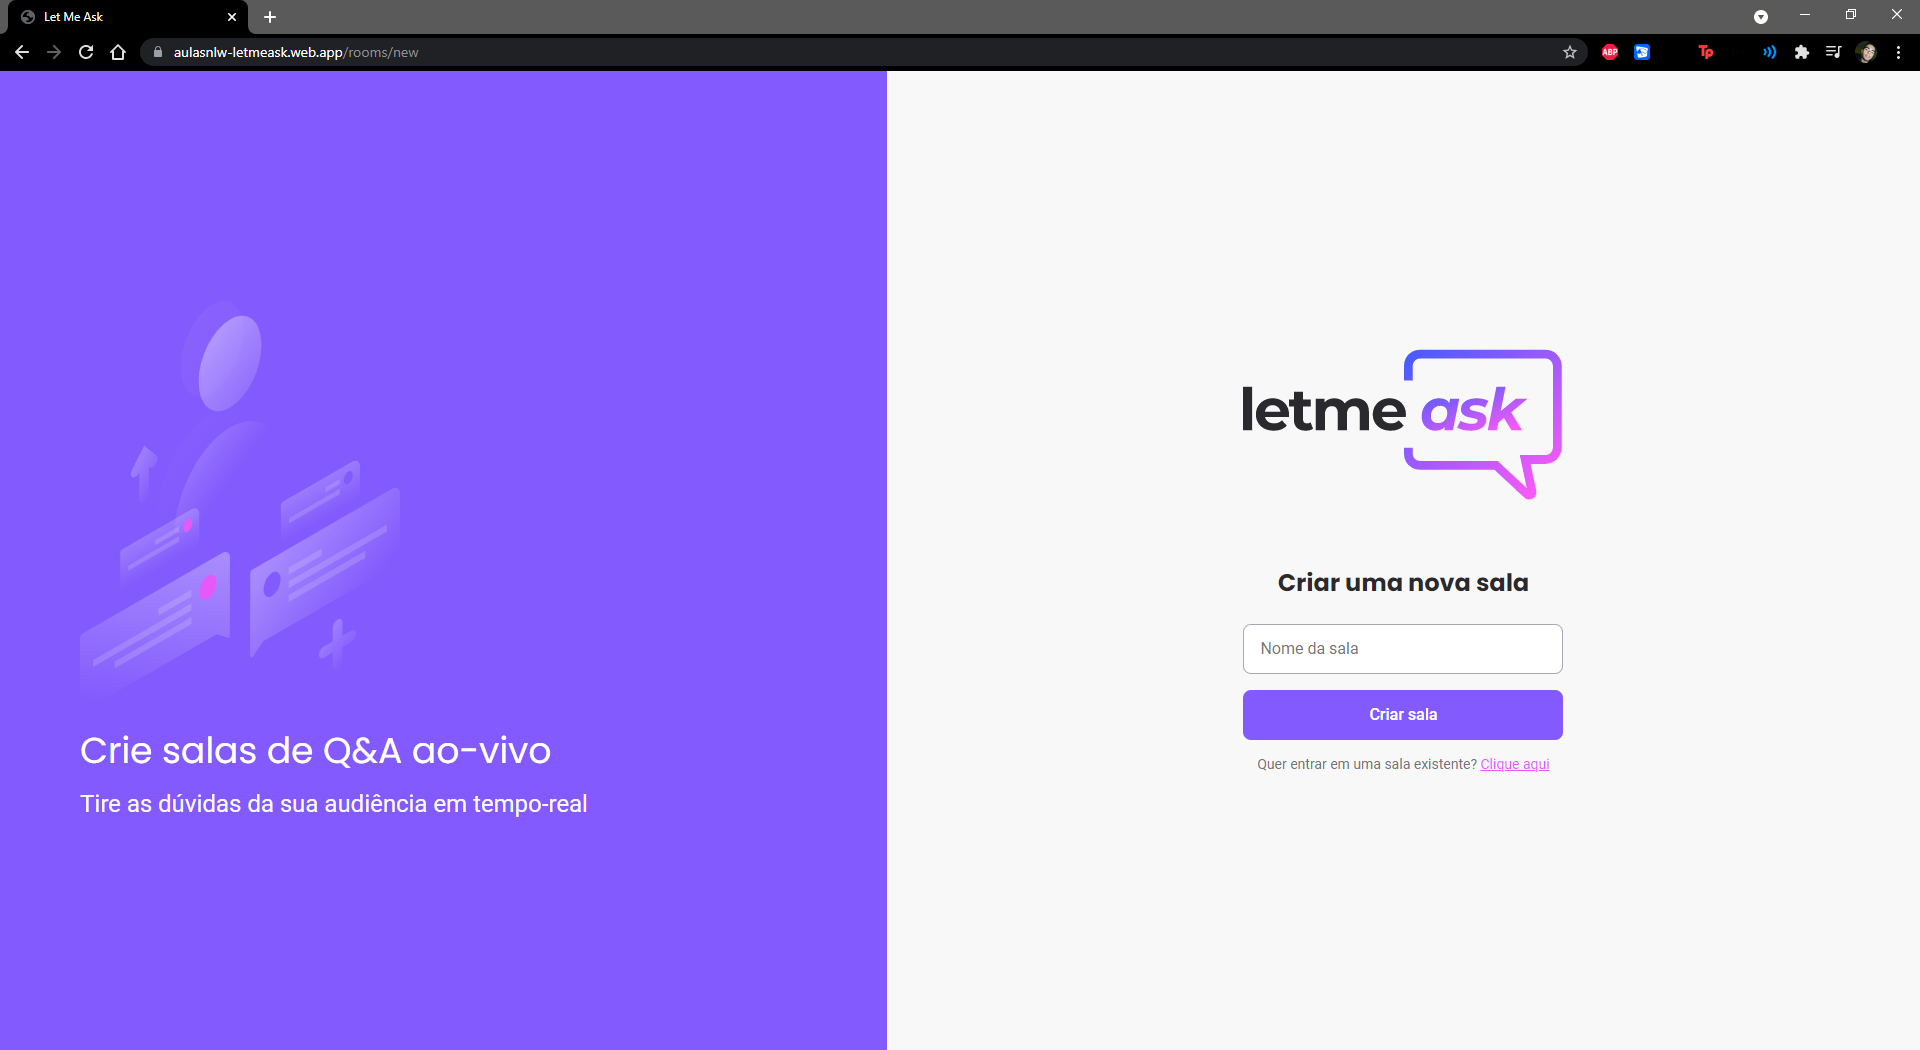 Let Me Ask
aulasnlw-letmeask.web.app/rooms/new
ABP
Tp
letme ask
Criar uma nova sala
Nome da sala
Criar sala
Quer entrar em uma sala existente? Clique aqui
Crie salas de Q&A ao-vivo
Tire as dúvidas da sua audiência em tempo-real